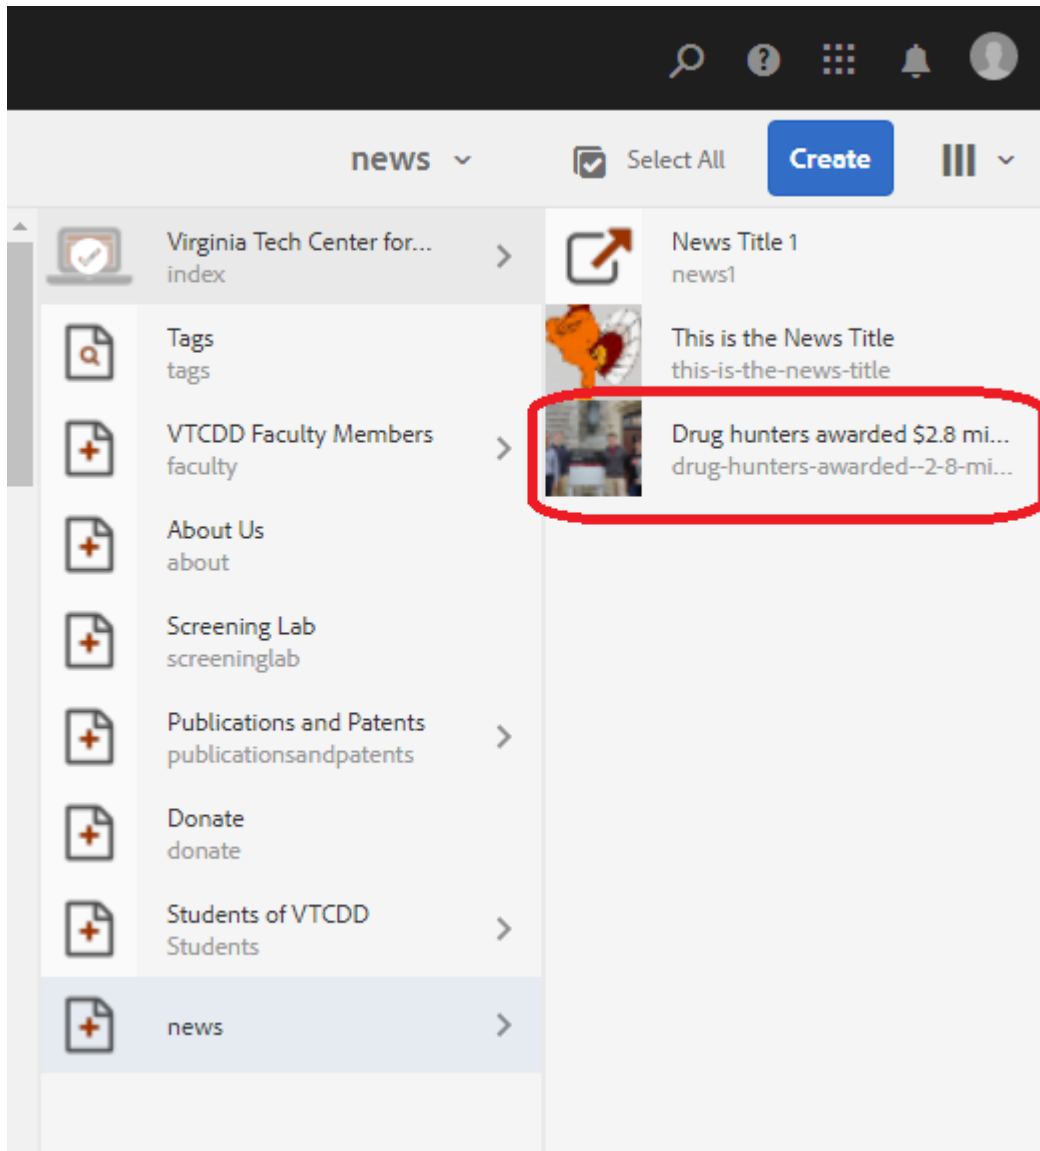 news
Select All
Create
Virginia Tech Center for...
index
Tags
tags
VTCDD Faculty Members
faculty
About Us
about
Screening Lab
screeninglab
Publications and Patents
publicationsandpatents
Donate
donate
Students of VTCDD
Students
news
News Title 1
news1
This is the News Title
this-is-the-news-title
Drug hunters awarded $2.8 mi...
drug-hunters-awarded--2-8-mi...